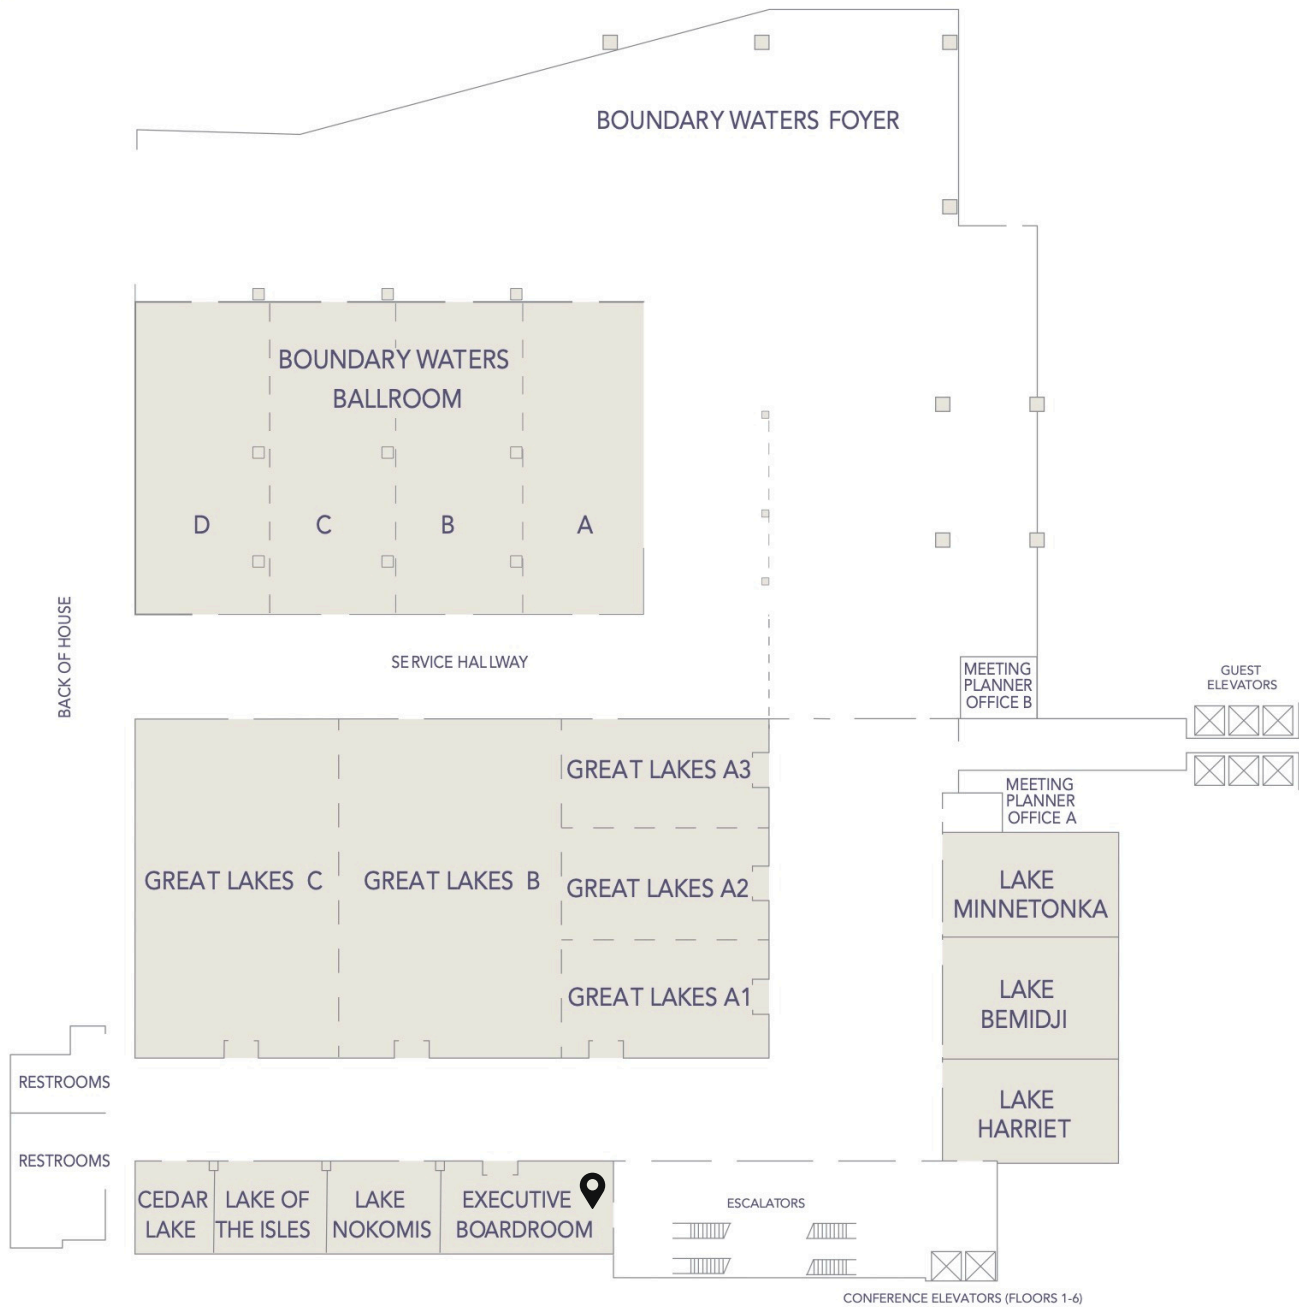 BOUNDARY WATERS FOYER
BOUNDARY WATERS
BALLROOM
D
C
B
A
BACK OF HOUSE
SERVICE HALLWAY
MEETING
PLANNER
OFFICE B
GUEST
ELEVATORS
GREAT LAKES A3
MEETING
PLANNER
OFFICE A
GREAT LAKES C
GREAT LAKES B
GREAT LAKES A2
LAKE
MINNETONKA
GREAT LAKES A1
LAKE
BEMIDJI
RESTROOMS
LAKE
HARRIET
RESTROOMS
CEDAR
LAKE
LAKE OF
THE ISLES
LAKE
NOKOMIS
EXECUTIVE
BOARDROOM
ESCALATORS
CONFERENCE ELEVATORS (FLOORS 1-6)